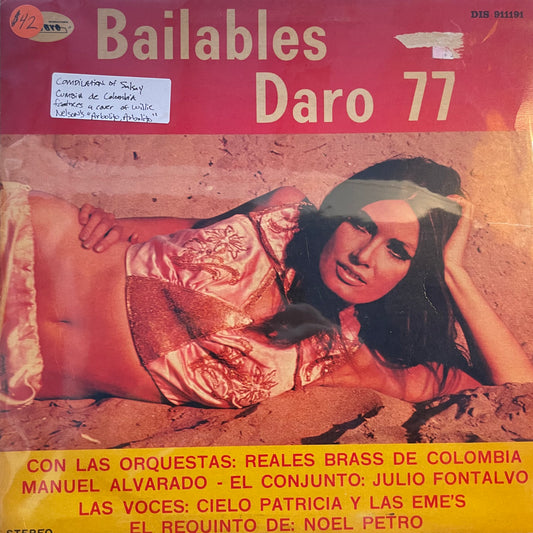 $42
DIS 911191
Bailables
Daro 77
COMPILATION of Salsa y
Cumbia de Colombia
features a cover of Willie
Nelson's "Arbolito, Arbolito"
CON LAS ORQUESTAS: REALES BRASS DE COLOMBIA
MANUEL ALVARADO - EL CONJUNTO: JULIO FONTALVO
LAS VOCES: CIELO PATRICIA Y LAS EME'S
EL REQUINTO DE: NOEL PETRO
STEREO